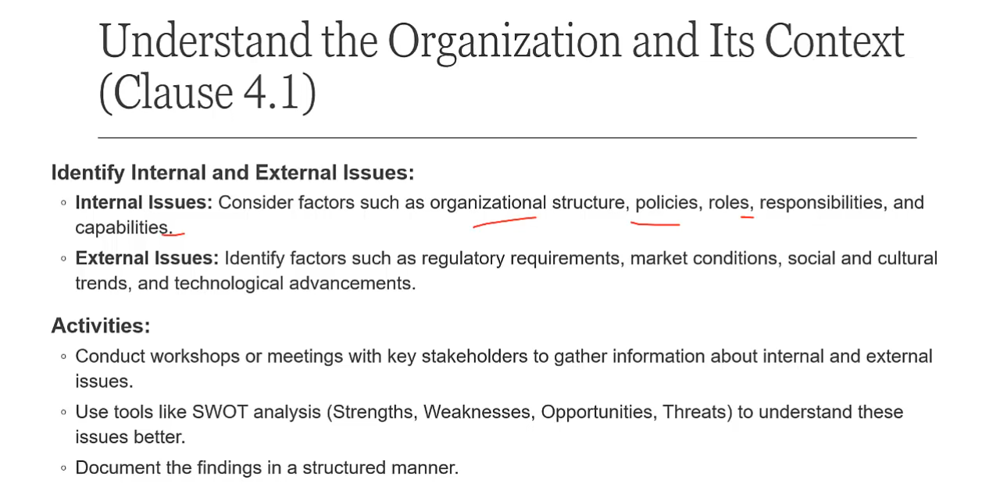 Understand the Organization and Its Context
(Clause 4.1)
Identify Internal and External Issues:
◦ Internal Issues: Consider factors such as organizational structure, policies, roles, responsibilities, and
capabilities.
◦ External Issues: Identify factors such as regulatory requirements, market conditions, social and cultural
trends, and technological advancements.
Activities:
◦ Conduct workshops or meetings with key stakeholders to gather information about internal and external
issues.
◦ Use tools like SWOT analysis (Strengths, Weaknesses, Opportunities, Threats) to understand these
issues better.
◦ Document the findings in a structured manner.